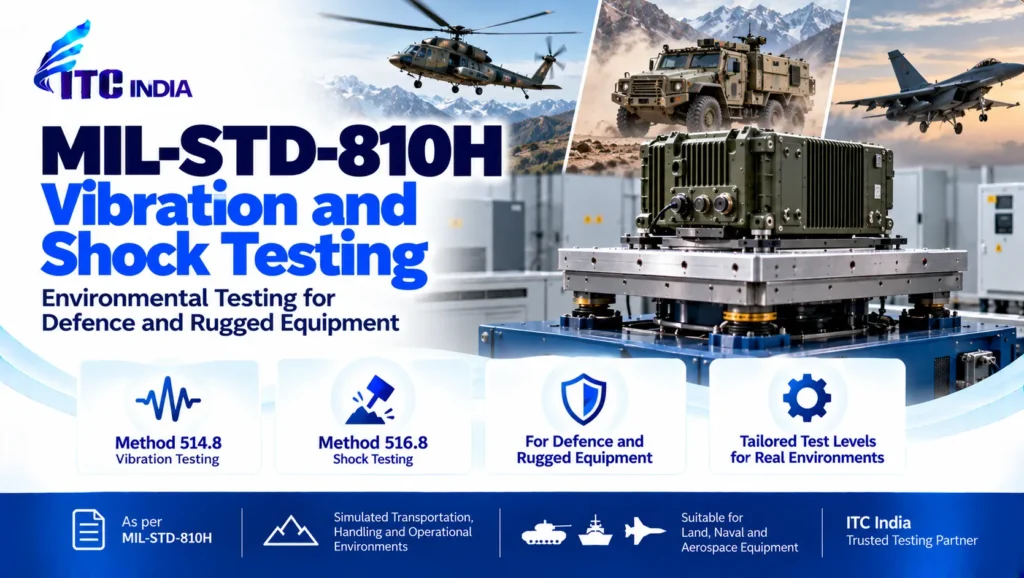 ITC INDIA
MIL-STD-810H
Vibration and
Shock Testing
Environmental Testing for
Defence and Rugged Equipment
Method 514.8
Vibration Testing
Method 516.8
Shock Testing
For Defence and
Rugged Equipment
Tailored Test Levels
for Real Environments
As per
MIL-STD-810H
Simulated Transportation,
Handling and Operational
Environments
Suitable for
Land, Naval and
Aerospace Equipment
ITC India
Trusted Testing Partner